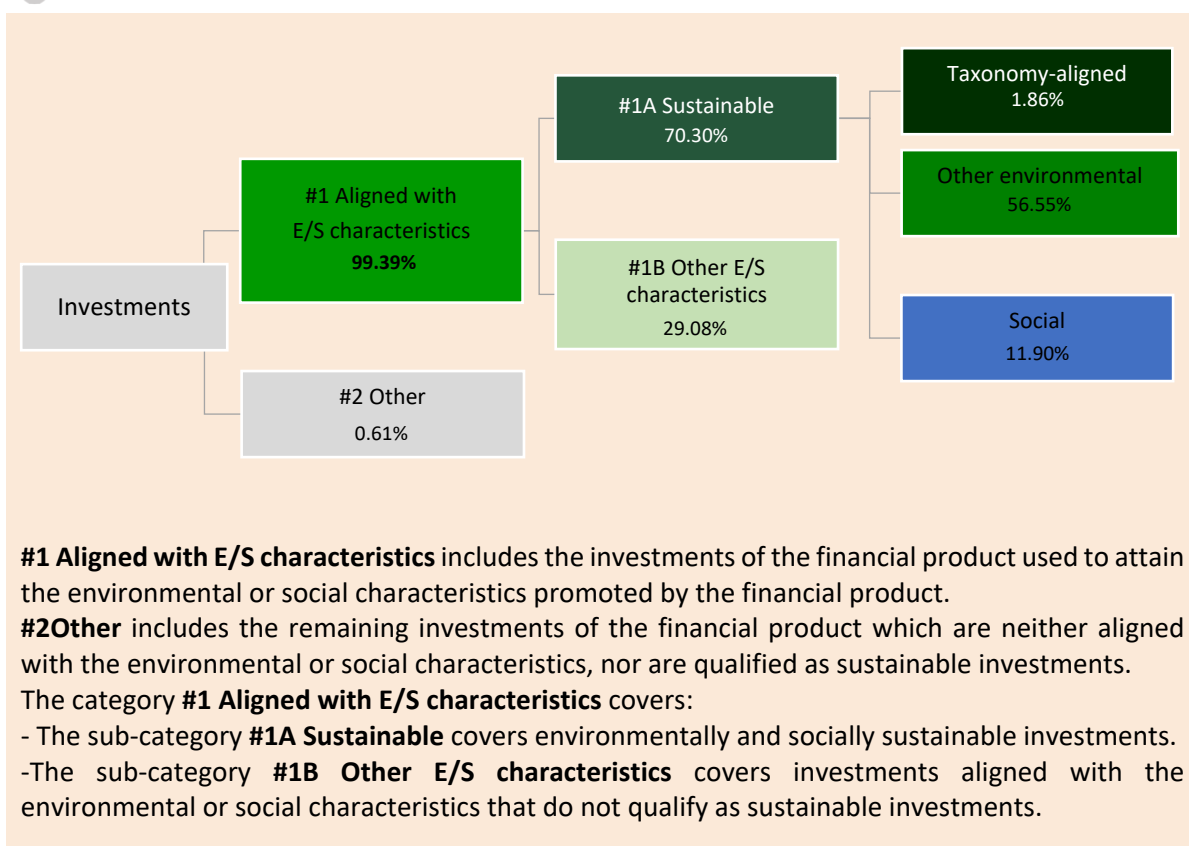 Investments
#1 Aligned with
E/S characteristics
99.39%
#2 Other
0.61%
#1A Sustainable
70.30%
#1B Other E/S
characteristics
29.08%
Taxonomy-aligned
1.86%
Other environmental
56.55%
Social
11.90%
#1 Aligned with E/S characteristics includes the investments of the financial product used to attain
the environmental or social characteristics promoted by the financial product.
#2Other includes the remaining investments of the financial product which are neither aligned
with the environmental or social characteristics, nor are qualified as sustainable investments.
The category #1 Aligned with E/S characteristics covers:
- The sub-category #1A Sustainable covers environmentally and socially sustainable investments.
-The sub-category #1B Other E/S characteristics covers investments aligned with the
environmental or social characteristics that do not qualify as sustainable investments.